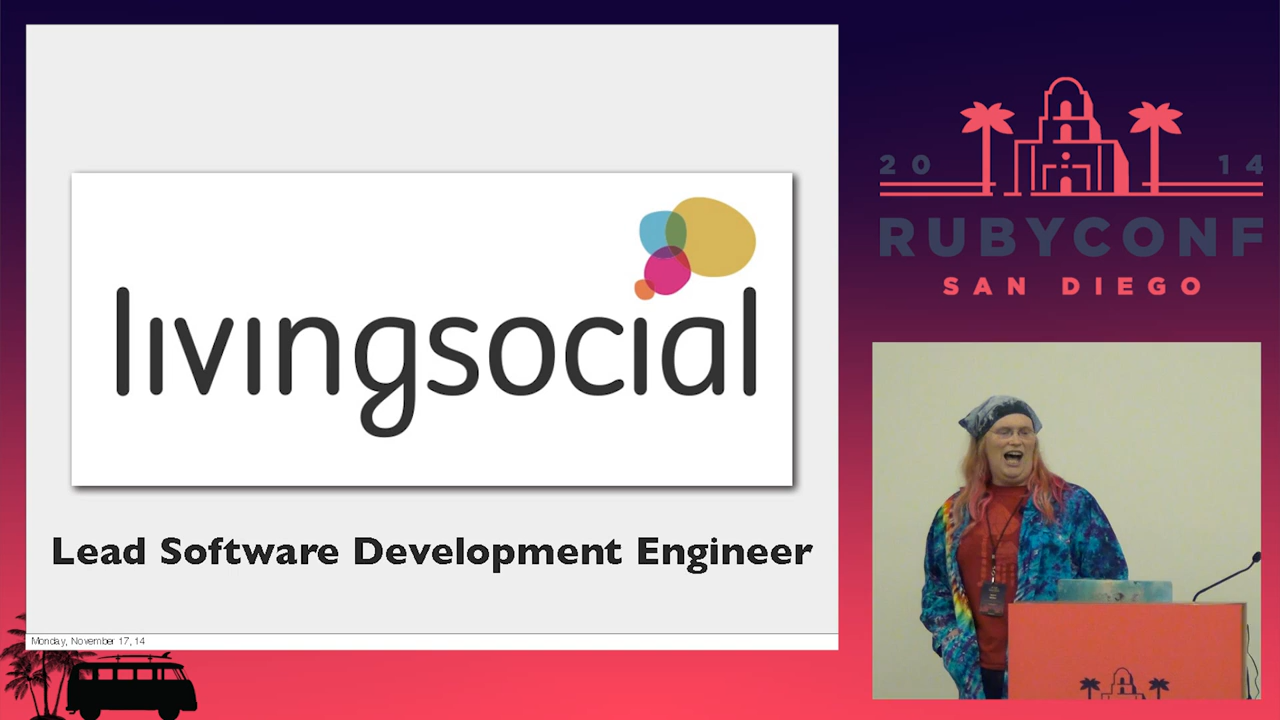 livingsocial
Lead Software Development Engineer
Monday, November 17, 14
20 14
RUBYCONF
SAN DIEGO